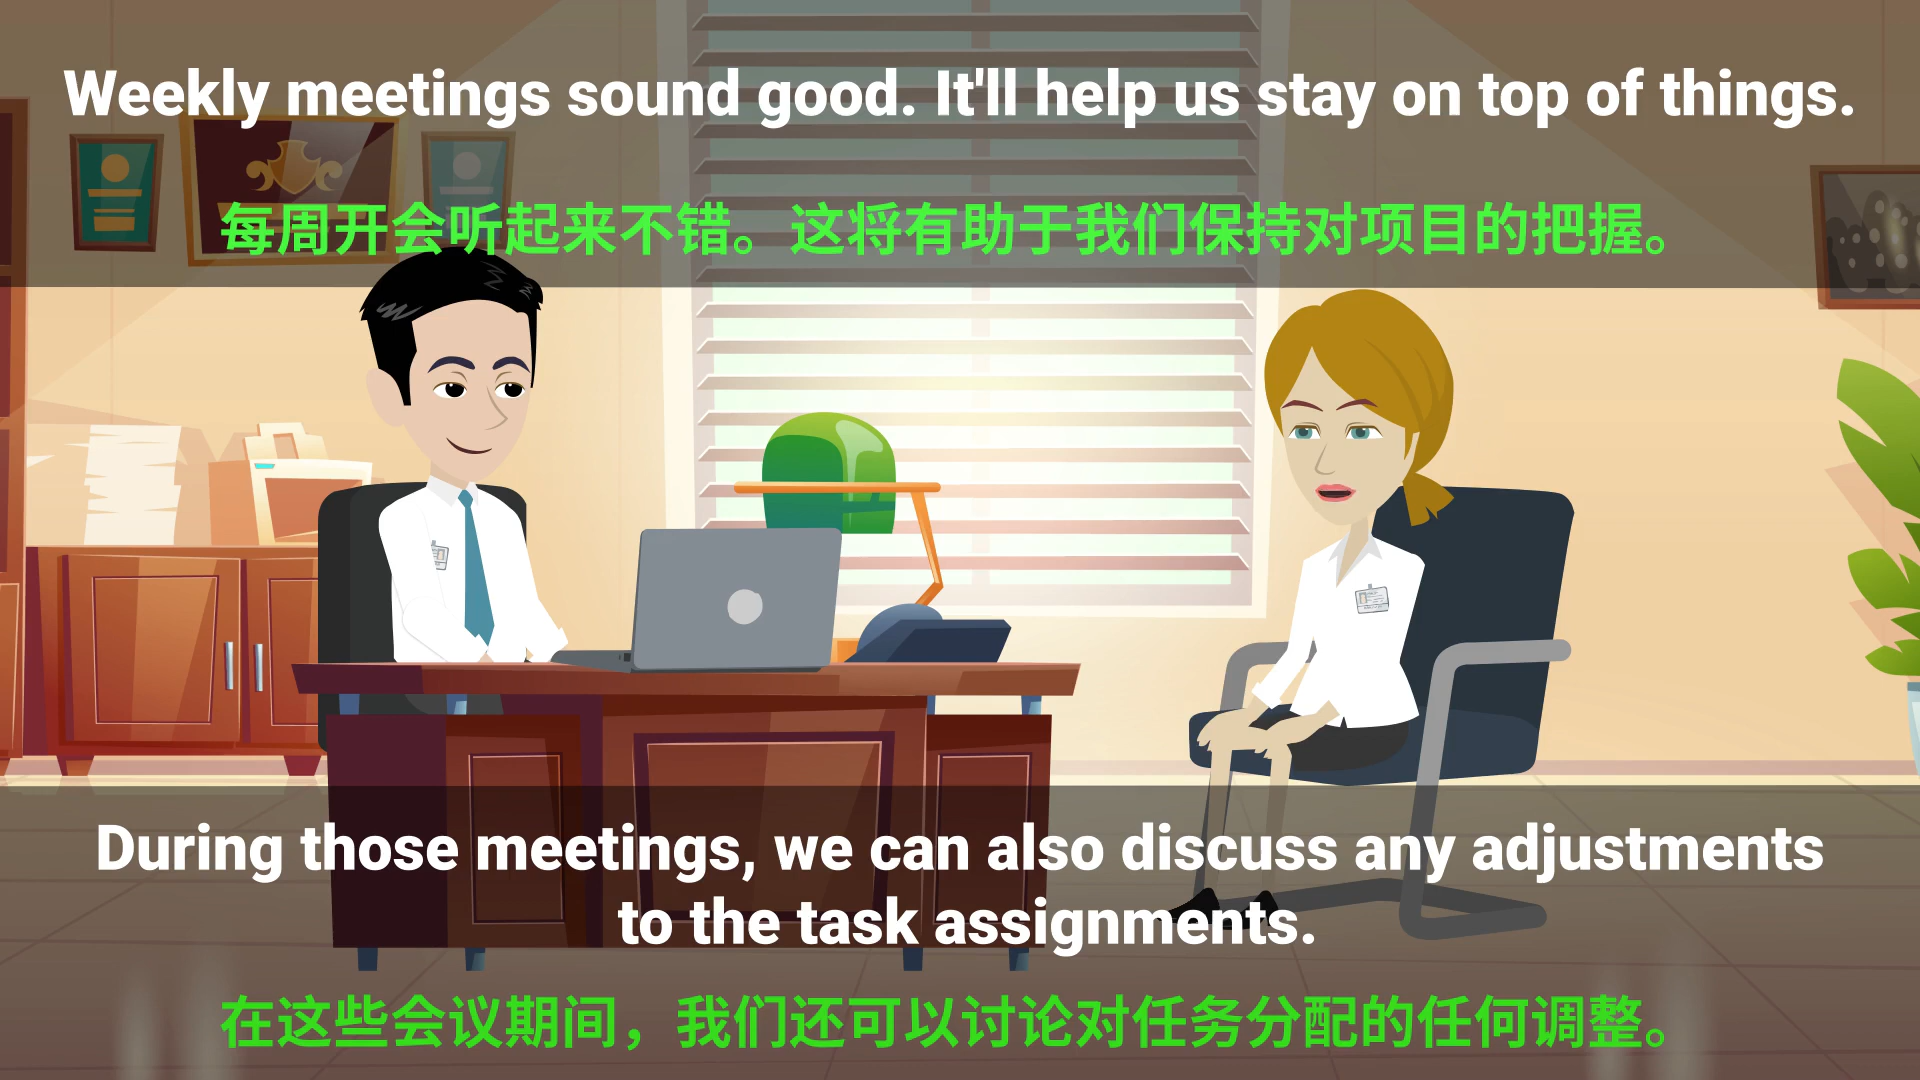 Weekly meetings sound good. It'll help us stay on top of things.
每周开会听起来不错。这将有助于我们保持对项目的把握。
During those meetings, we can also discuss any adjustments
to the task assignments.
在这些会议期间，我们还可以讨论对任务分配的任何调整。